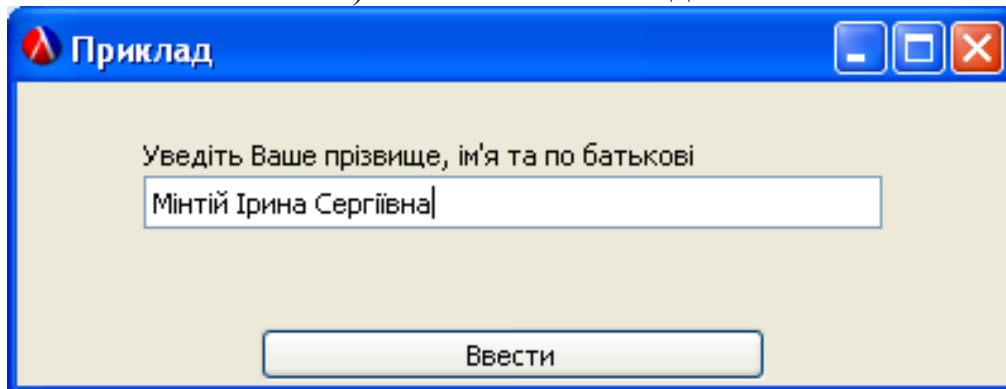 Приклад
Уведіть Ваше прізвище, ім'я та по батькові
Мінтій Ірина Сергіївна
Ввести